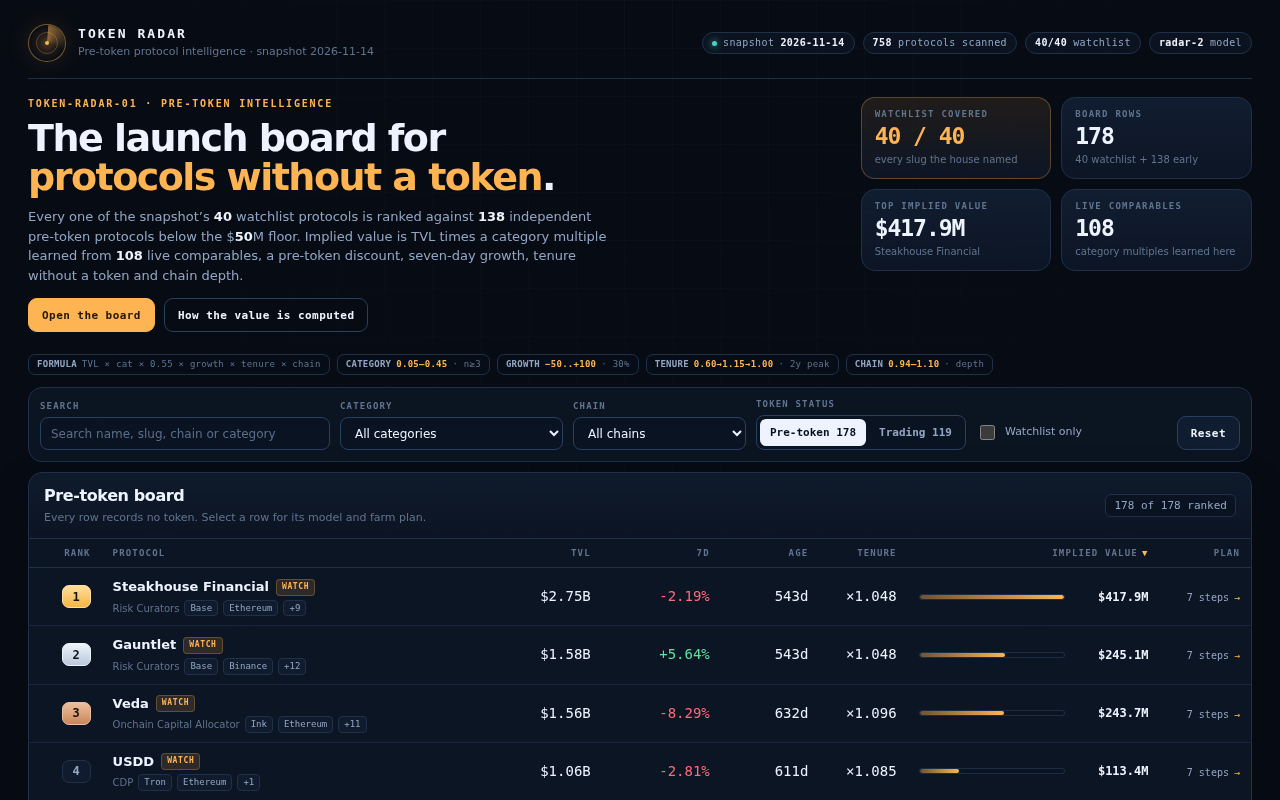 TOKEN RADAR
Pre-token protocol intelligence · snapshot 2026-11-14
snapshot 2026-11-14
758 protocols scanned
40/40 watchlist
radar-2 model
TOKEN-RADAR-01 · PRE-TOKEN INTELLIGENCE
The launch board for
protocols without a token.
Every one of the snapshot’s 40 watchlist protocols is ranked against 138 independent
pre-token protocols below the $50M floor. Implied value is TVL times a category multiple
learned from 108 live comparables, a pre-token discount, seven-day growth, tenure
without a token and chain depth.
Open the board
How the value is computed
WATCHLIST COVERED
40 / 40
every slug the house named
BOARD ROWS
178
40 watchlist + 138 early
TOP IMPLIED VALUE
$417.9M
Steakhouse Financial
LIVE COMPARABLES
108
category multiples learned here
FORMULA TVL × cat × 0.55 × growth × tenure × chain
CATEGORY 0.05–0.45 · n≥3
GROWTH −50..+100 · 30%
TENURE 0.60→1.15→1.00 · 2y peak
CHAIN 0.94–1.10 · depth
SEARCH
Search name, slug, chain or category
CATEGORY
All categories
CHAIN
All chains
TOKEN STATUS
Pre-token 178
Trading 119
Watchlist only
Reset
Pre-token board
Every row records no token. Select a row for its model and farm plan.
178 of 178 ranked
RANK PROTOCOL TVL 7D AGE TENURE IMPLIED VALUE ▼ PLAN
1 Steakhouse Financial WATCH $2.75B -2.19% 543d ×1.048 $417.9M 7 steps →
Risk Curators Base Ethereum +9
2 Gauntlet WATCH $1.58B +5.64% 543d ×1.048 $245.1M 7 steps →
Risk Curators Base Binance +12
3 Veda WATCH $1.56B -8.29% 632d ×1.096 $243.7M 7 steps →
Onchain Capital Allocator Ink Ethereum +11
4 USDD WATCH $1.06B -2.81% 611d ×1.085 $113.4M 7 steps →
CDP Tron Ethereum +1